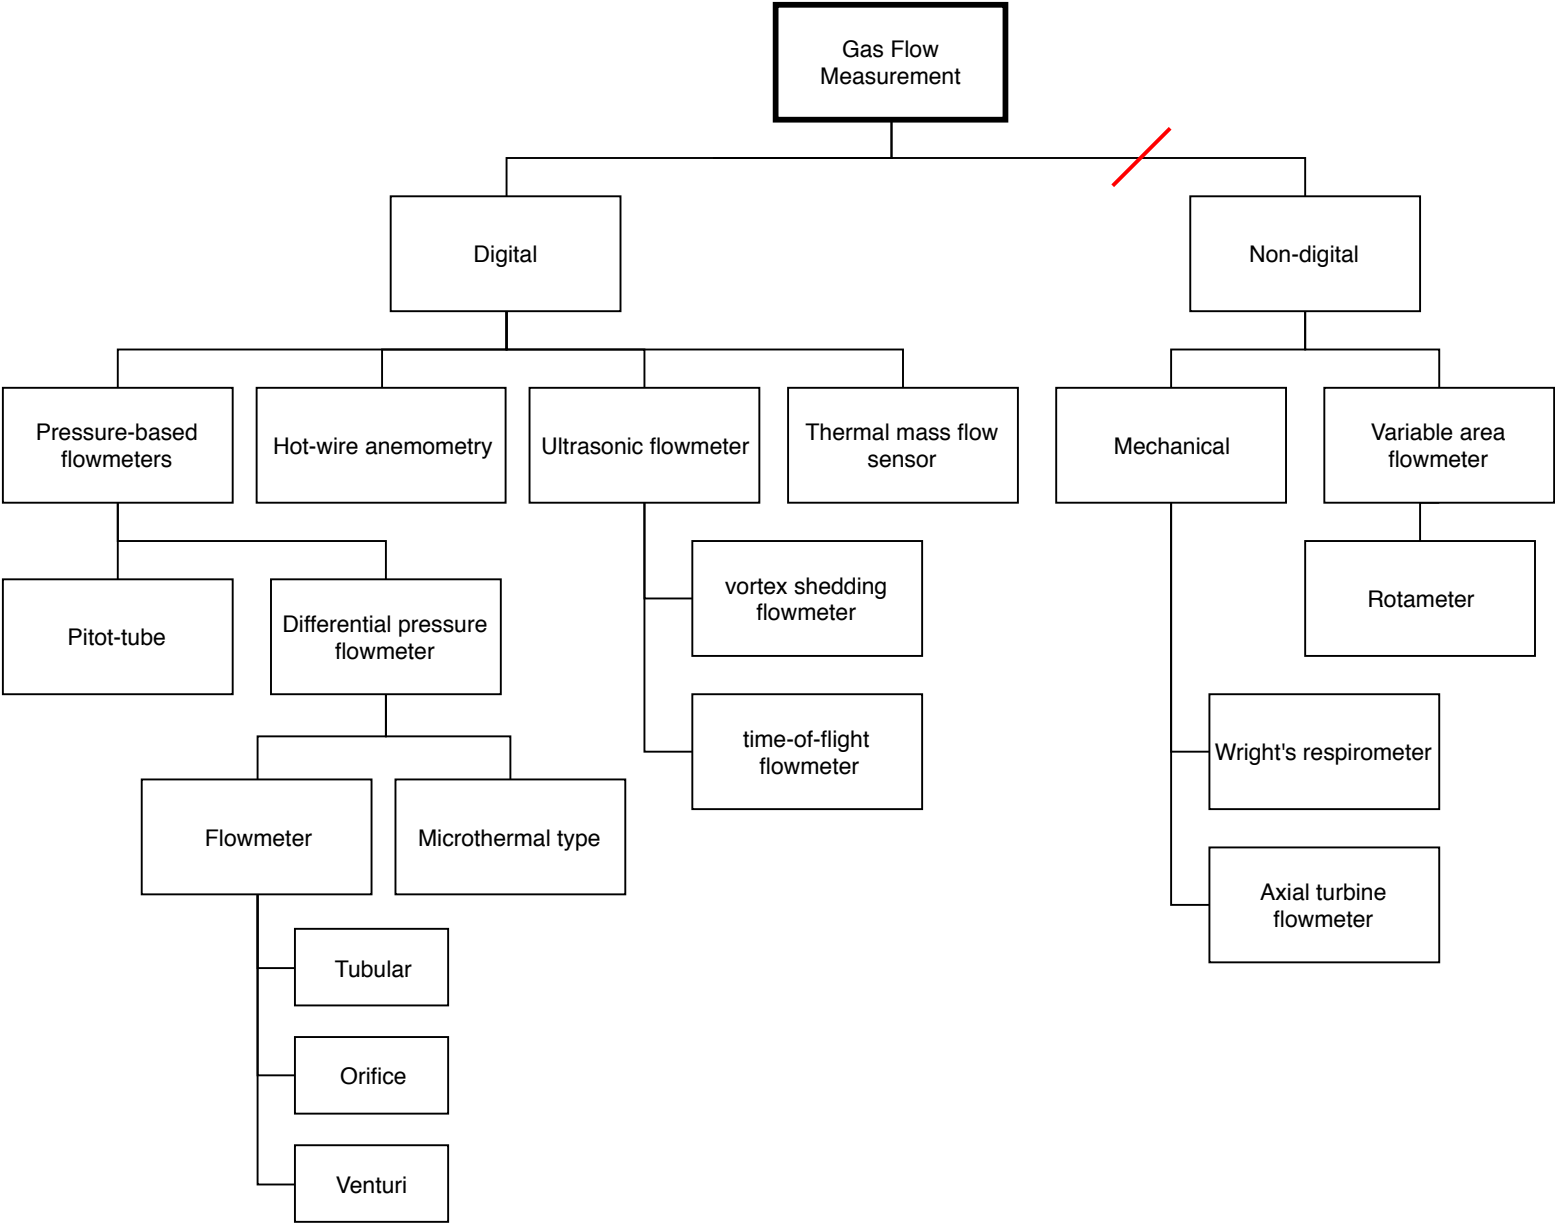 Gas Flow
Measurement
Digital
Non-digital
Pressure-based
flowmeters
Hot-wire anemometry
Ultrasonic flowmeter
Thermal mass flow
sensor
Mechanical
Variable area
flowmeter
Pitot-tube
Differential pressure
flowmeter
vortex shedding
flowmeter
Rotameter
time-of-flight
flowmeter
Wright's respirometer
Flowmeter
Microthermal type
Axial turbine
flowmeter
Tubular
Orifice
Venturi